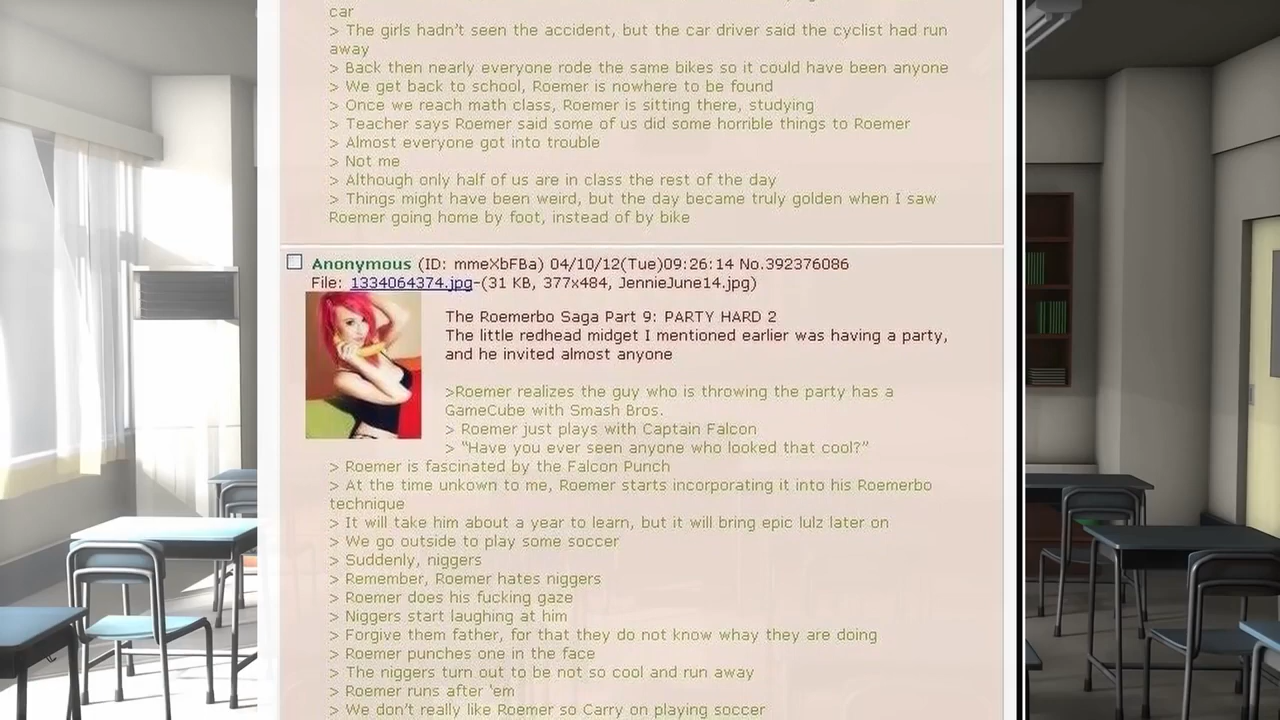 car
> The girls hadn't seen the accident, but the car driver said the cyclist had run
away
> Back then nearly everyone rode the same bikes so it could have been anyone
> We get back to school, Roemer is nowhere to be found
> Once we reach math class, Roemer is sitting there, studying
> Teacher says Roemer said some of us did some horrible things to Roemer
> Almost everyone got into trouble
> Not me
> Although only half of us are in class the rest of the day
> Things might have been weird, but the day became truly golden when I saw
Roemer going home by foot, instead of by bike
Anonymous (ID: mmeXbFBa) 04/10/12(Tue)09:26:14 No.392376086
File: 1334064374.jpg-(31 KB, 377x484, JennieJune14.jpg)
The Roemerbo Saga Part 9: PARTY HARD 2
The little redhead midget I mentioned earlier was having a party,
and he invited almost anyone
>Roemer realizes the guy who is throwing the party has a
GameCube with Smash Bros.
> Roemer just plays with Captain Falcon
> "Have you ever seen anyone who looked that cool?"
> Roemer is fascinated by the Falcon Punch
> At the time unkown to me, Roemer starts incorporating it into his Roemerbo
technique
> It will take him about a year to learn, but it will bring epic lulz later on
> We go outside to play some soccer
> Suddenly, niggers
> Remember, Roemer hates niggers
> Roemer does his fucking gaze
> Niggers start laughing at him
> Forgive them father, for that they do not know whay they are doing
> Roemer punches one in the face
> The niggers turn out to be not so cool and run away
> Roemer runs after 'em
> We don't really like Roemer so Carry on playing soccer